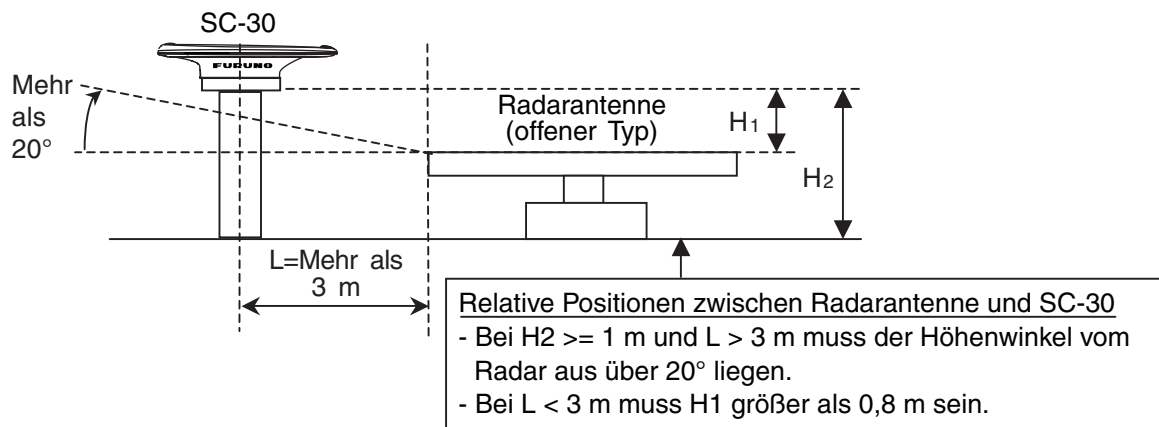 SC-30
FURUNO
Mehr
als
20°
Radarantenne
(offener Typ)
H1
H2
L=Mehr als
3 m
Relative Positionen zwischen Radarantenne und SC-30
- Bei H2 >= 1 m und L > 3 m muss der Höhenwinkel vom
Radar aus über 20° liegen.
- Bei L < 3 m muss H1 größer als 0,8 m sein.